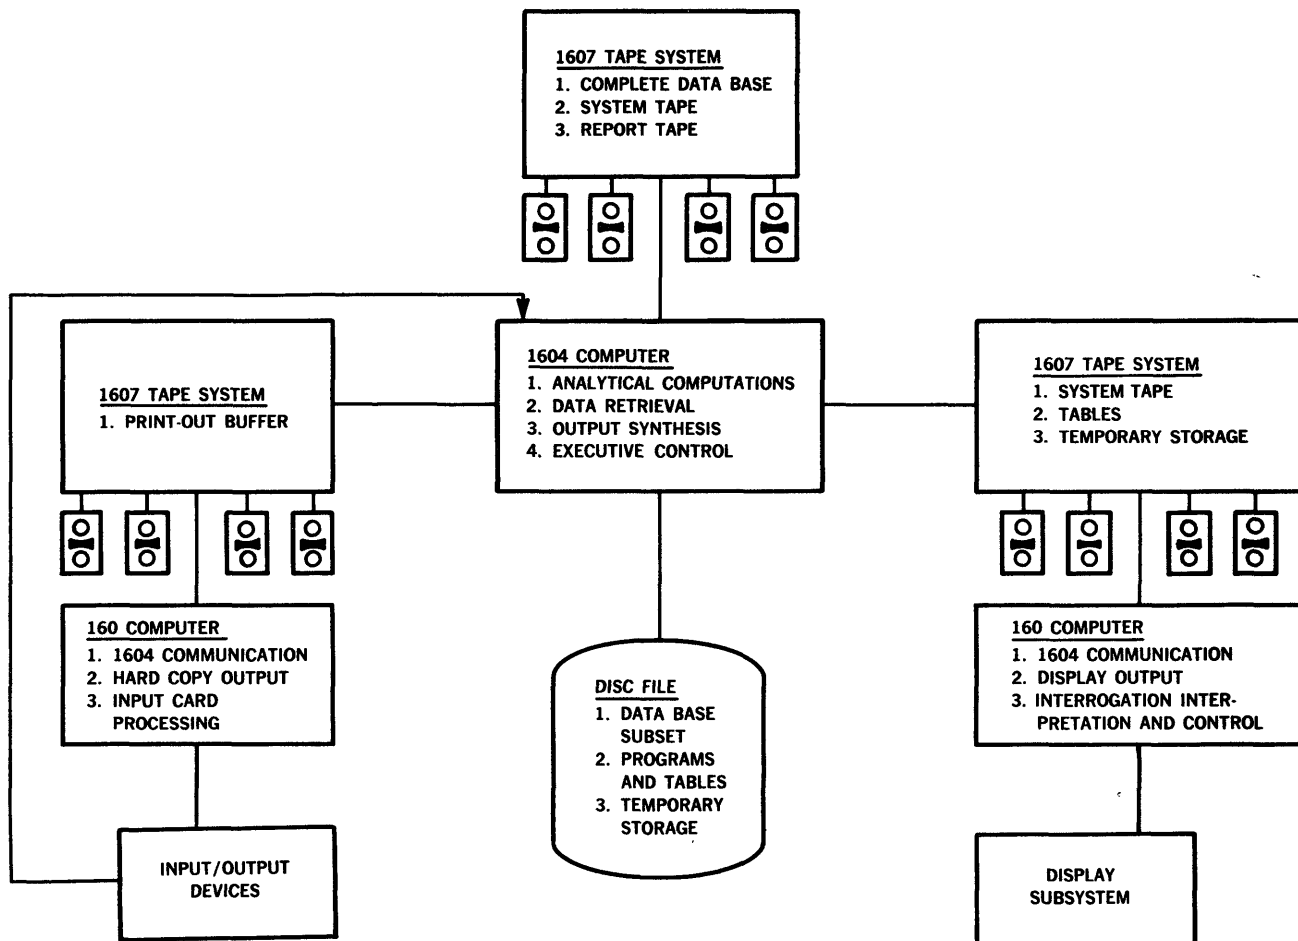 1607 TAPE SYSTEM
1. COMPLETE DATA BASE
2. SYSTEM TAPE
3. REPORT TAPE
1607 TAPE SYSTEM
1. PRINT-OUT BUFFER
1604 COMPUTER
1. ANALYTICAL COMPUTATIONS
2. DATA RETRIEVAL
3. OUTPUT SYNTHESIS
4. EXECUTIVE CONTROL
1607 TAPE SYSTEM
1. SYSTEM TAPE
2. TABLES
3. TEMPORARY STORAGE
160 COMPUTER
1. 1604 COMMUNICATION
2. HARD COPY OUTPUT
3. INPUT CARD
PROCESSING
DISC FILE
1. DATA BASE
SUBSET
2. PROGRAMS
AND TABLES
3. TEMPORARY
STORAGE
160 COMPUTER
1. 1604 COMMUNICATION
2. DISPLAY OUTPUT
3. INTERROGATION INTER-
PRETATION AND CONTROL
INPUT/OUTPUT
DEVICES
DISPLAY
SUBSYSTEM